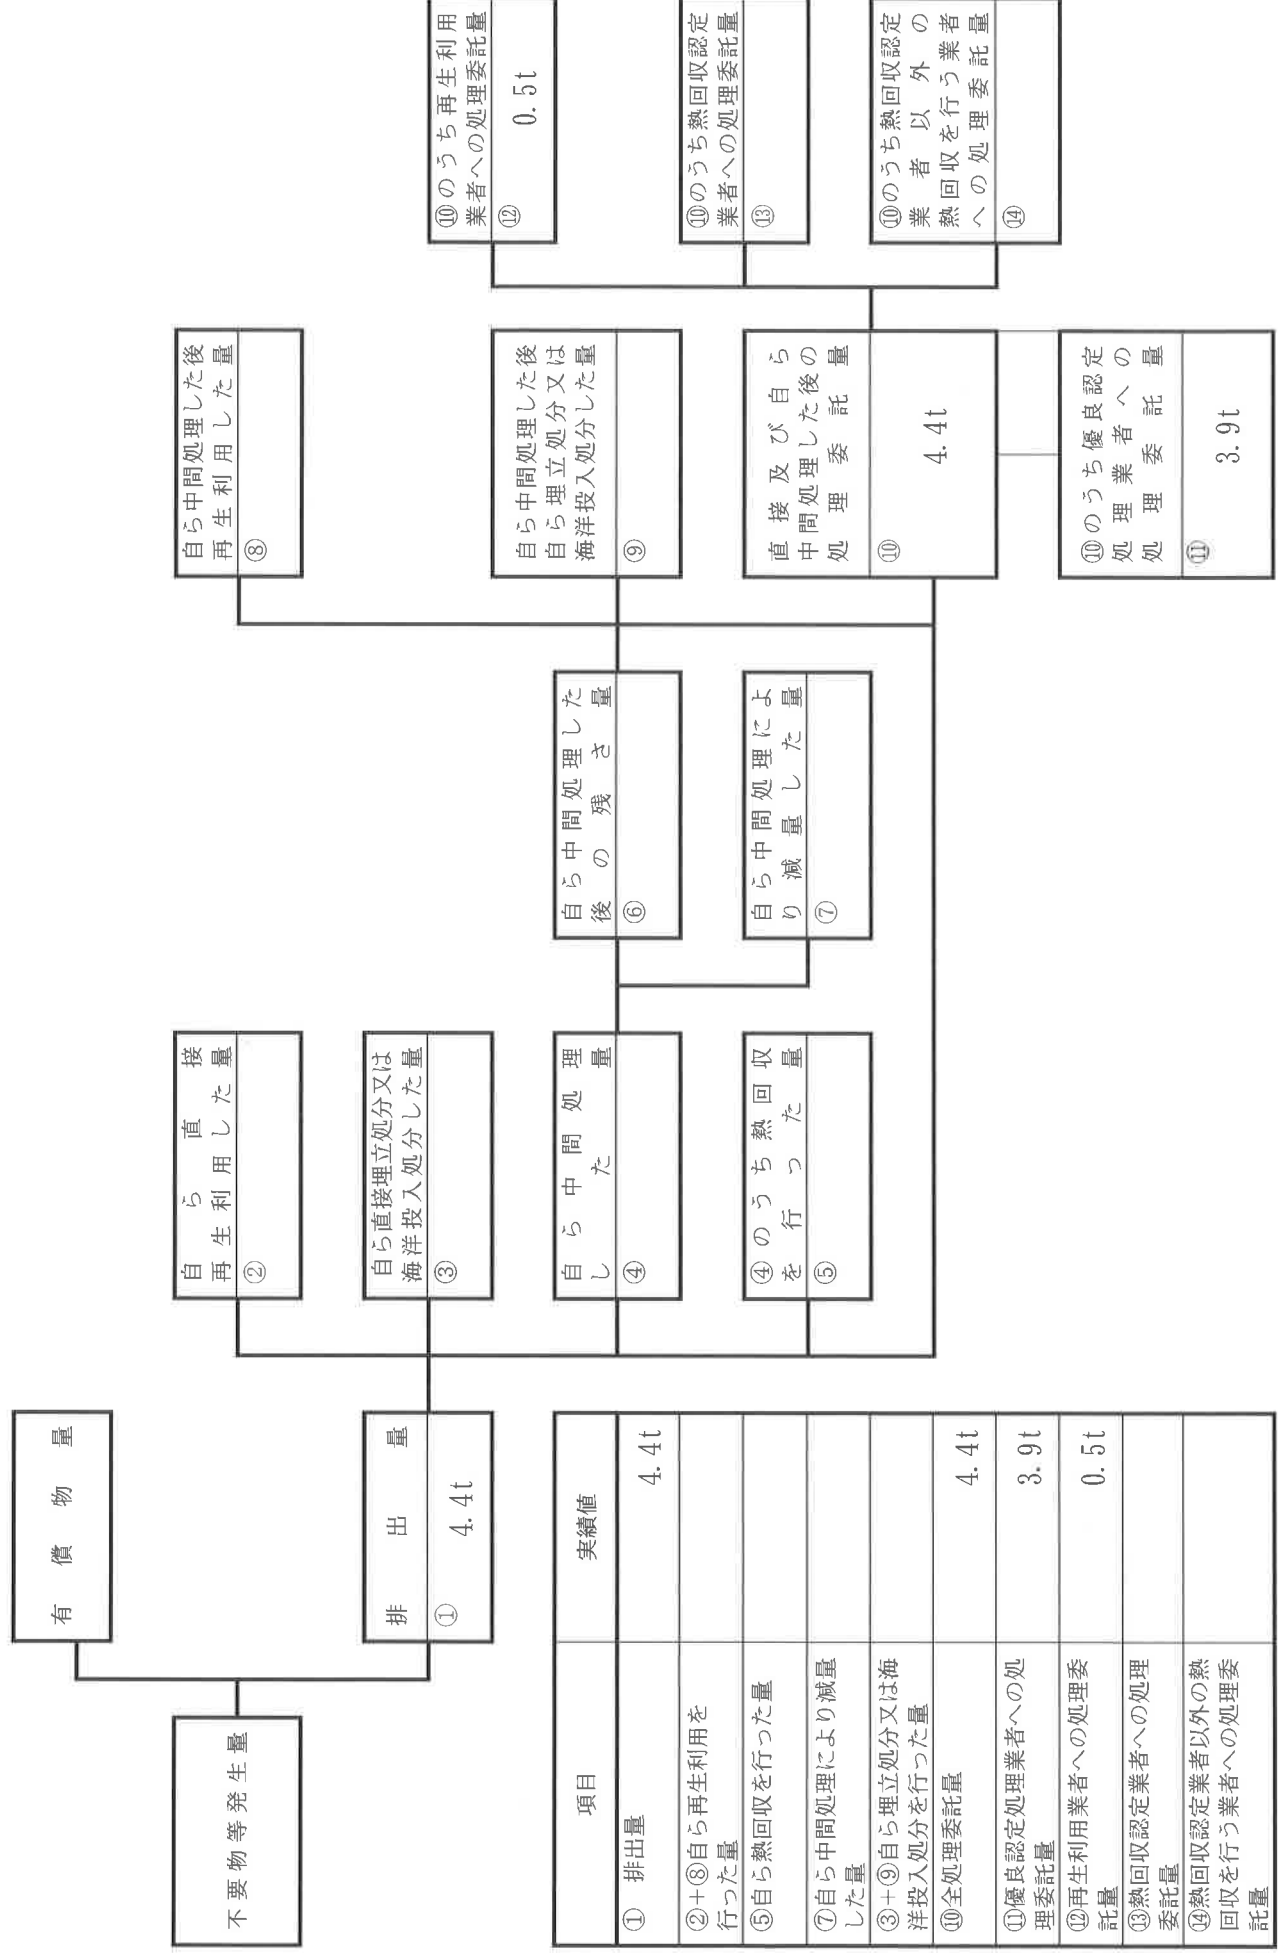 不要物等発生量
有償物量
排出量
① 4.4t
自ら直接
再生利用した量
②
自ら直接埋立処分又は
海洋投入処分した量
③
自ら中間処理
した量
④
④のうち熱回収
を行った量
⑤
自ら中間処理した
後の残さ量
⑥
自ら中間処理によ
り減量した量
⑦
自ら中間処理した後
再生利用した量
⑧
自ら中間処理した後
自ら埋立処分又は
海洋投入処分した量
⑨
直接及び自ら
中間処理した後の
処理委託量
⑩ 4.4t
⑩のうち優良認定
処理業者への
処理委託量
⑪ 3.9t
⑩のうち再生利用
業者への処理委託量
⑫ 0.5t
⑩のうち熱回収認定
業者への処理委託量
⑬
⑩のうち熱回収認定
業者以外の
熱回収を行う業者
への処理委託量
⑭
項目 実績値
① 排出量 4.4t
②+⑧自ら再生利用を
行った量
⑤自ら熱回収を行った量
⑦自ら中間処理により減量
した量
③+⑨自ら埋立処分又は海
洋投入処分を行った量
⑩全処理委託量 4.4t
⑪優良認定処理業者への処
理委託量 3.9t
⑫再生利用業者への処理委
託量 0.5t
⑬熱回収認定業者への処理
委託量
⑭熱回収認定業者以外の熱
回収を行う業者への処理委
託量